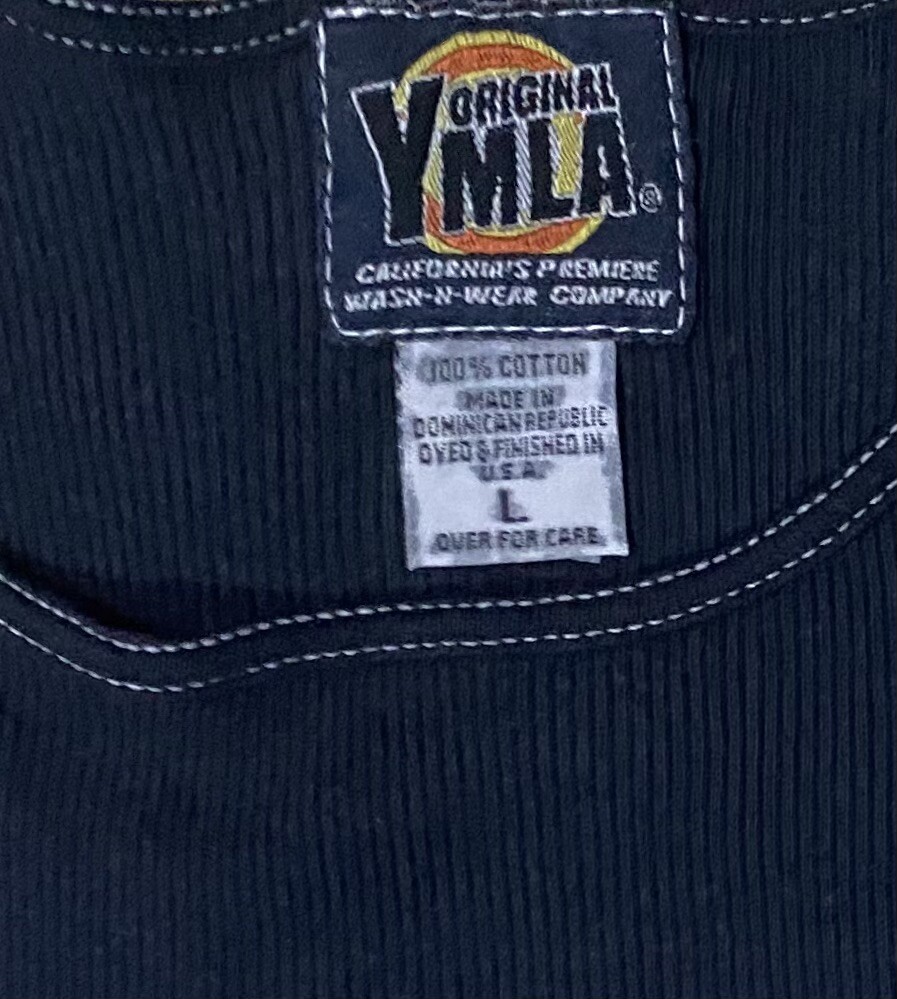 ORIGINAL
YMLA®
CALIFORNIA'S PREMIERE
WASH-N-WEAR COMPANY
100% COTTON
MADE IN
DOMINICAN REPUBLIC
DYED & FINISHED IN
U.S.A.
L
OVER FOR CARE